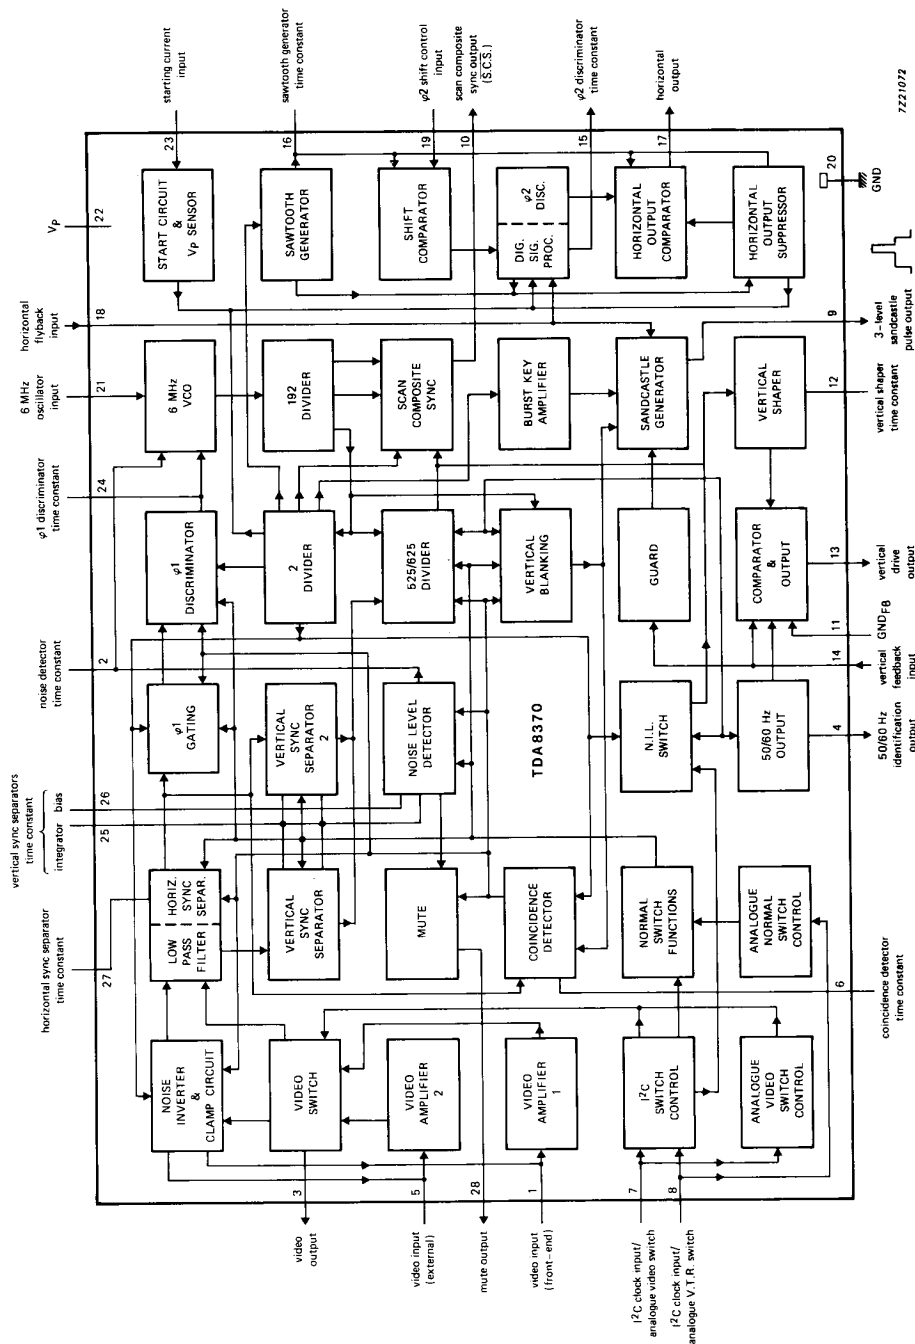 starting current
input
23
sawtooth generator
time constant
16
φ2 shift control
input
19
scan composite
sync output
(S.C.S.)
10
φ2 discriminator
time constant
15
horizontal
output
17
7Z21072
VP
22
START CIRCUIT
&
VP SENSOR
SAWTOOTH
GENERATOR
SHIFT
COMPARATOR
DIG.
SIG.
PROC.
φ2
DISC.
HORIZONTAL
OUTPUT
COMPARATOR
HORIZONTAL
OUTPUT
SUPPRESSOR
20
GND
horizontal
flyback
input
18
9
3-level
sandcastle
pulse output
6 MHz
oscillator
input
21
6 MHz
VCO
192
DIVIDER
SCAN
COMPOSITE
SYNC
BURST KEY
AMPLIFIER
SANDCASTLE
GENERATOR
VERTICAL
SHAPER
12
vertical shaper
time constant
φ1 discriminator
time constant
24
φ1
DISCRIMINATOR
2
DIVIDER
525/625
DIVIDER
VERTICAL
BLANKING
GUARD
COMPARATOR
&
OUTPUT
13
vertical
drive
output
11
GNDFB
noise detector
time constant
2
14
vertical
feedback
input
φ1
GATING
VERTICAL
SYNC
SEPARATOR
2
NOISE LEVEL
DETECTOR
TDA8370
N.I.L.
SWITCH
50/60 Hz
OUTPUT
4
50/60 Hz
identification
output
vertical sync separators
time constant
integrator
bias
25
26
horizontal sync separator
time constant
27
LOW
PASS
FILTER
HORIZ.
SYNC
SEPAR.
VERTICAL
SYNC
SEPARATOR
MUTE
COINCIDENCE
DETECTOR
NORMAL
SWITCH
FUNCTIONS
ANALOGUE
NORMAL
SWITCH
CONTROL
6
coincidence detector
time constant
NOISE
INVERTER
&
CLAMP CIRCUIT
VIDEO
SWITCH
VIDEO
AMPLIFIER
2
VIDEO
AMPLIFIER
1
I²C
SWITCH
CONTROL
ANALOGUE
VIDEO
SWITCH
CONTROL
3
video
output
5
video input
(external)
28
mute output
1
video input
(front-end)
7
I²C clock input/
analogue video switch
8
I²C clock input/
analogue V.T.R. switch